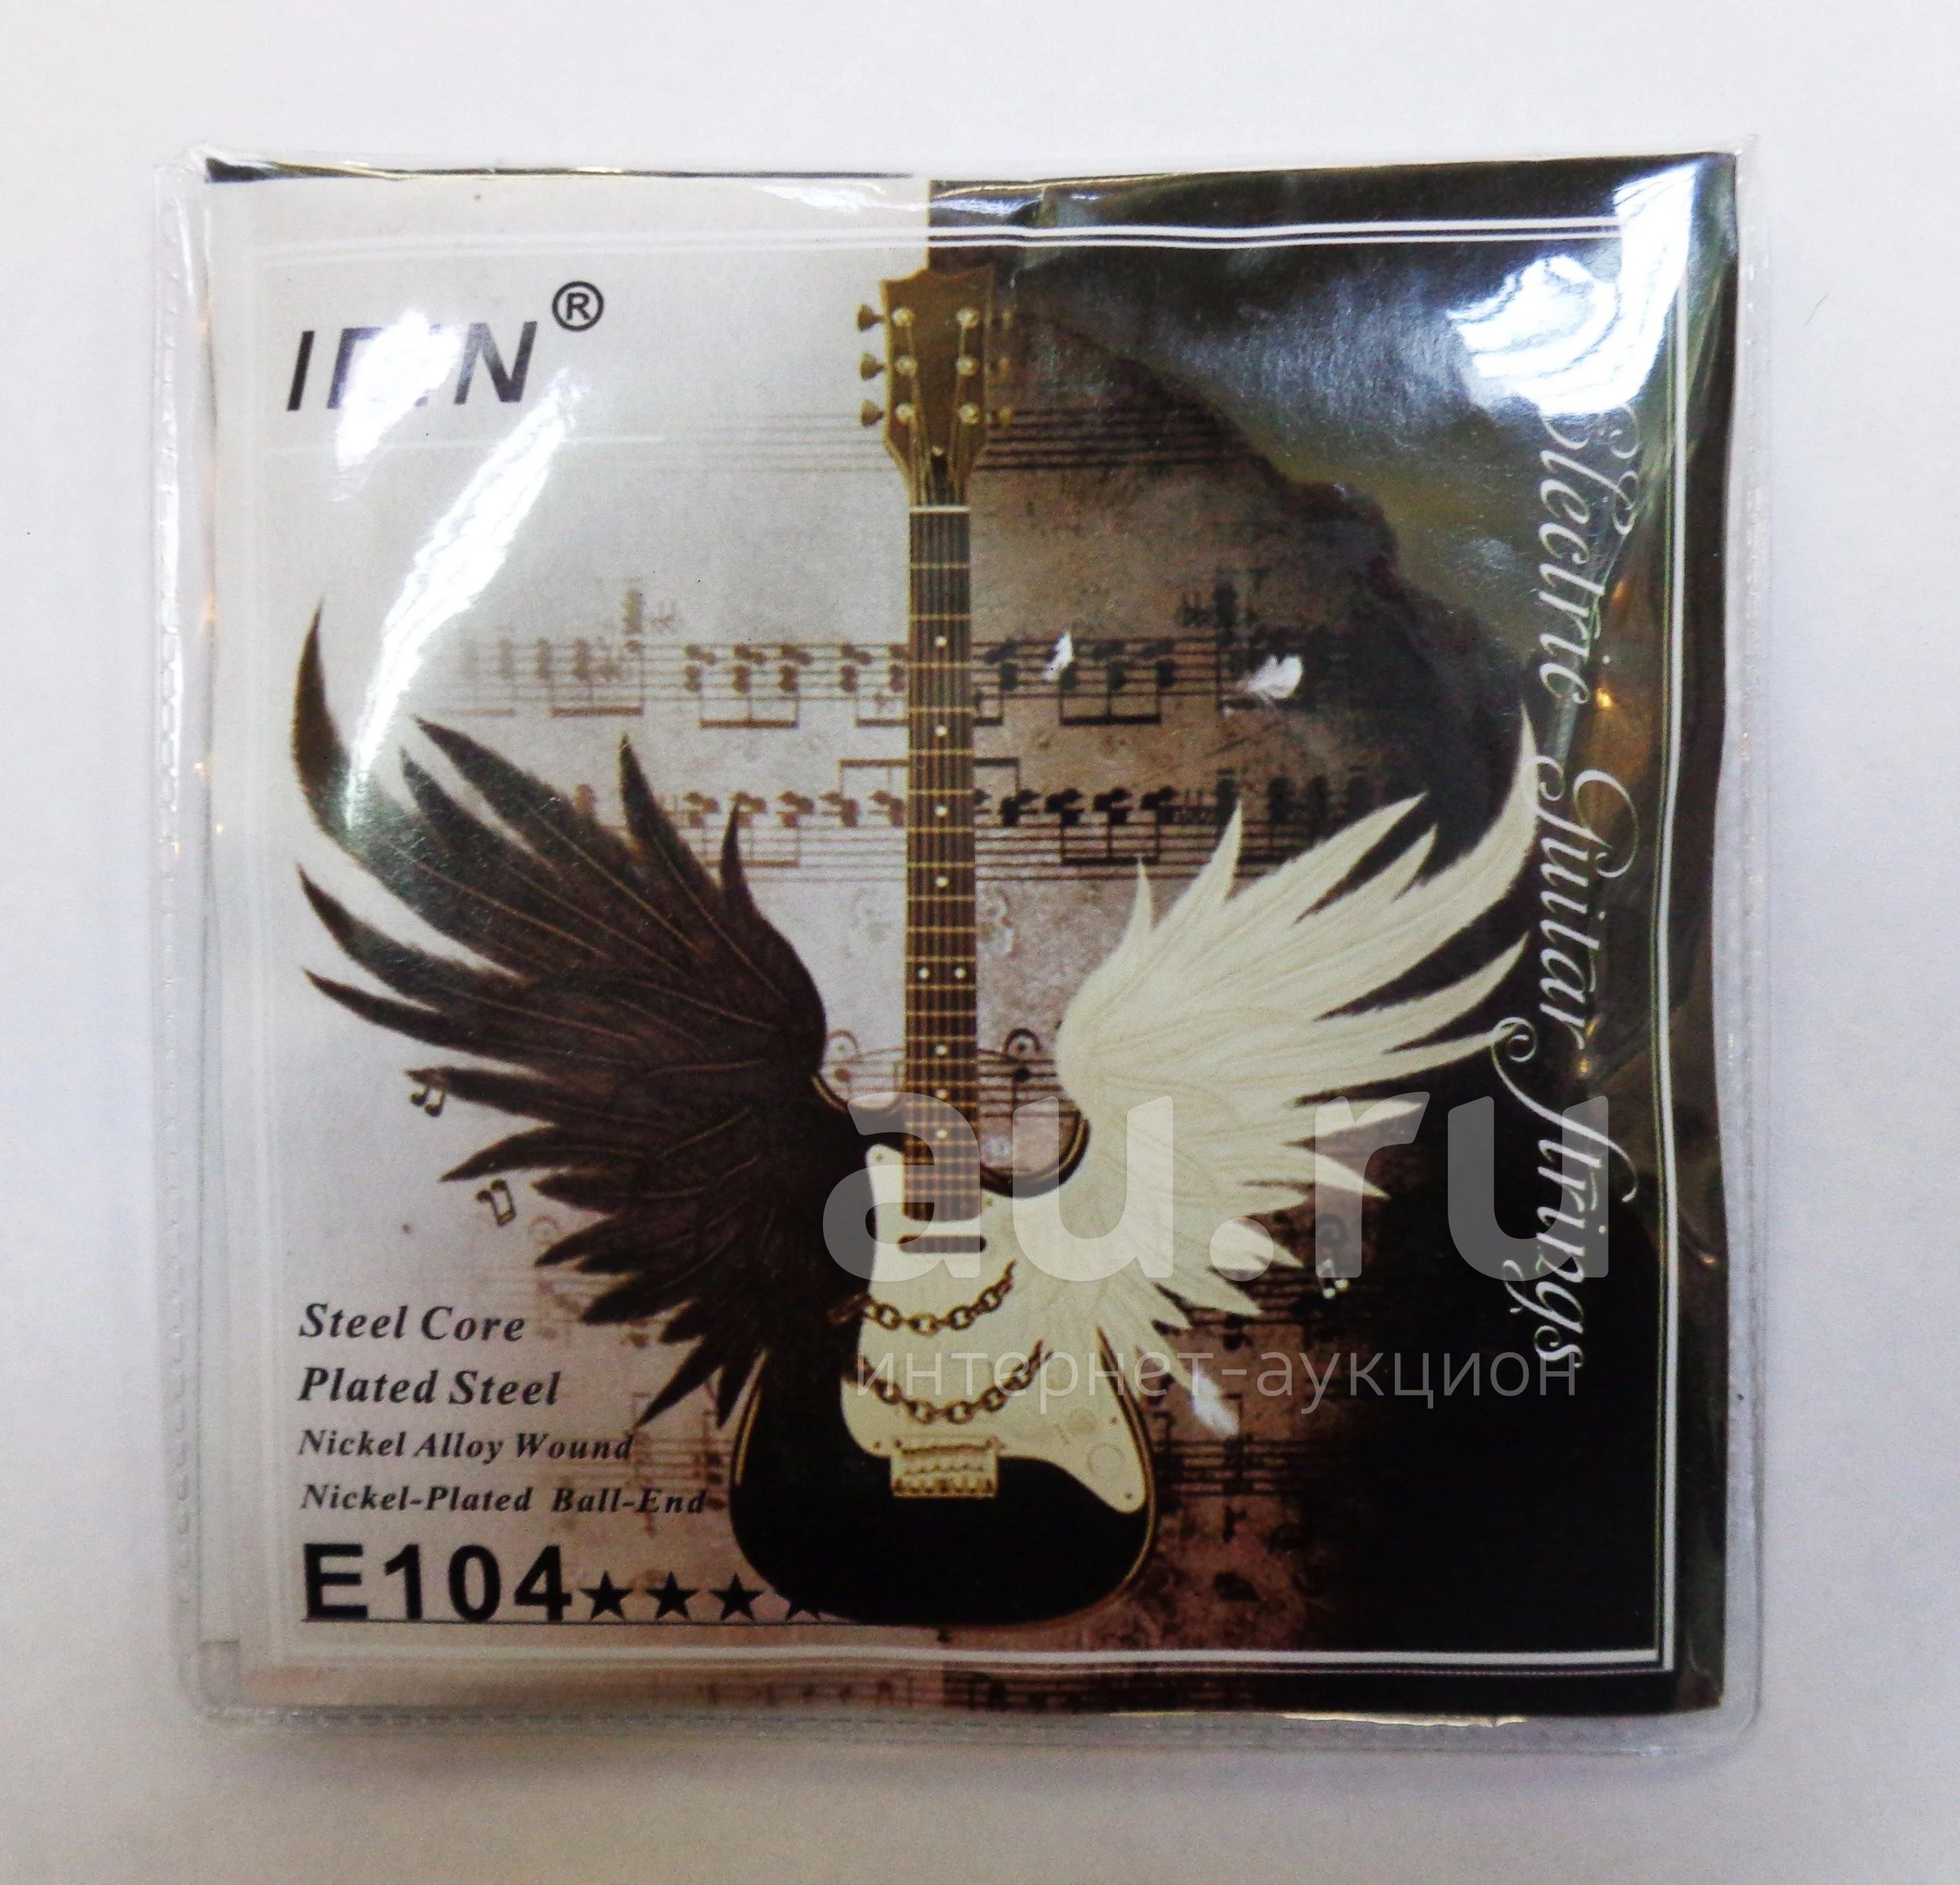 Electric Guitar Strings
Steel Core
Plated Steel
Nickel Alloy Wound
Nickel-Plated Ball-End
E104★★★★
au.ru
интернет-аукцион